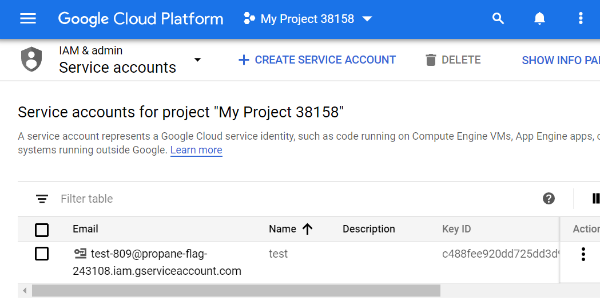 Google Cloud Platform My Project 38158
IAM & admin
Service accounts
CREATE SERVICE ACCOUNT DELETE SHOW INFO PA
Service accounts for project "My Project 38158"
A service account represents a Google Cloud service identity, such as code running on Compute Engine VMs, App Engine apps,
systems running outside Google. Learn more
Filter table
Email Name Description Key ID Action
test-809@propane-flag- test c488fee920dd725dd3d
243108.iam.gserviceaccount.com